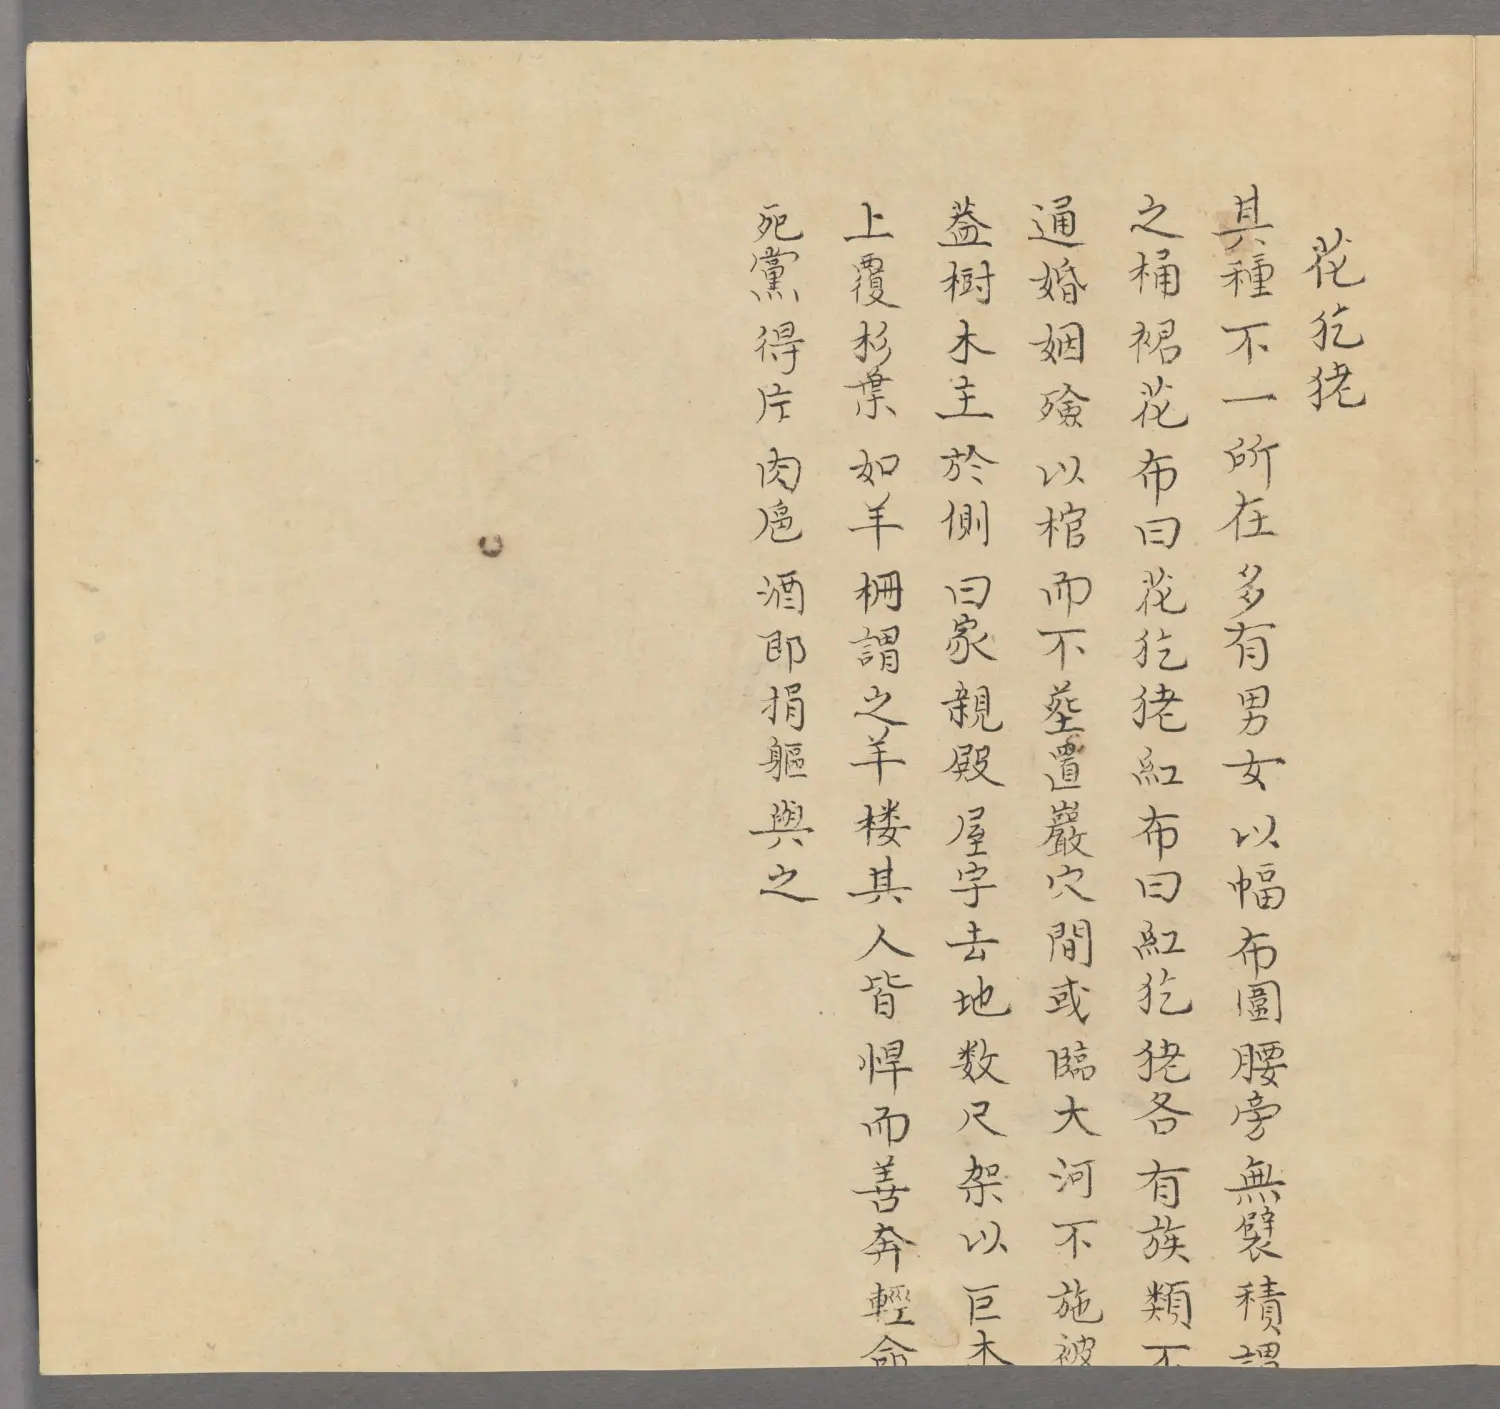 花犵狫
其種不一所在多有男女以幅布圍腰旁無襞積謂
之桶裙花布曰花犵狫紅布曰紅犵狫各有族類不
通婚姻殮以棺而不塟置巖穴間或臨大河不施被
葢樹木主於側曰家親殿屋宇去地数尺架以巨木
上覆杉葉如羊柵謂之羊楼其人皆悍而善奔輕命
死黨得片肉巵酒即捐軀與之